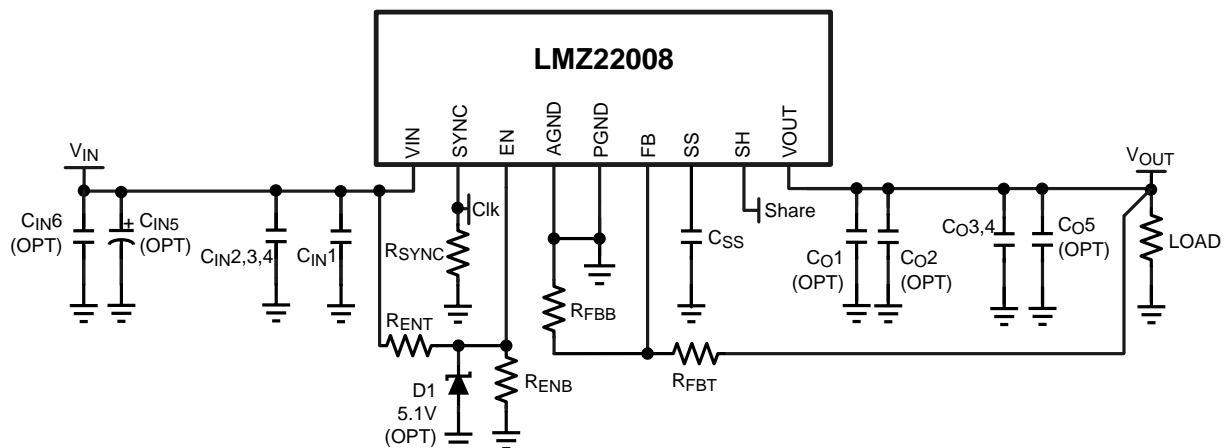 LMZ22008
VIN
SYNC
EN
AGND
PGND
FB
SS
SH
VOUT
VIN
VOUT
CIN6
(OPT)
+
CIN5
(OPT)
CIN2,3,4
CIN1
Clk
RSYNC
CSS
Share
CO1
(OPT)
CO2
(OPT)
CO3,4
CO5
(OPT)
LOAD
RENT
RFBB
D1
5.1V
(OPT)
RENB
RFBT